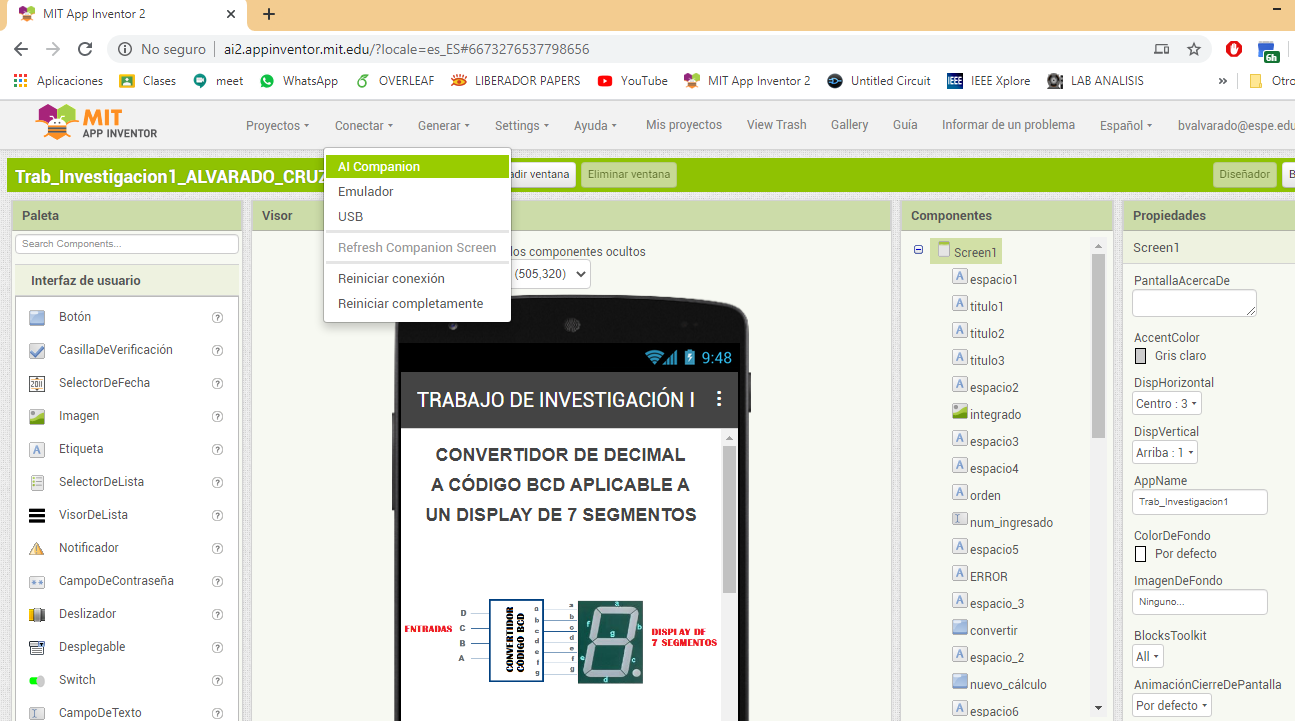 MIT App Inventor 2
No seguro
ai2.appinventor.mit.edu/?locale=es_ES#6673276537798656
6h
Aplicaciones
Clases
meet
WhatsApp
OVERLEAF
LIBERADOR PAPERS
YouTube
MIT App Inventor 2
Untitled Circuit
IEEE
IEEE Xplore
LAB ANALISIS
»
Otro
MIT
APP INVENTOR
Proyectos
Conectar
Generar
Settings
Ayuda
Mis proyectos
View Trash
Gallery
Guía
Informar de un problema
Español
bvalvarado@espe.edu
Trab_Investigacion1_ALVARADO_CRUZ
adir ventana
Eliminar ventana
Diseñador
B
AI Companion
Emulador
USB
Refresh Companion Screen
Reiniciar conexión
Reiniciar completamente
Paleta
Search Components...
Interfaz de usuario
Botón
CasillaDeVerificación
SelectorDeFecha
Imagen
Etiqueta
SelectorDeLista
VisorDeLista
Notificador
CampoDeContraseña
Deslizador
Desplegable
Switch
CampoDeTexto
Visor
los componentes ocultos
(505,320)
9:48
TRABAJO DE INVESTIGACIÓN I
CONVERTIDOR DE DECIMAL
A CÓDIGO BCD APLICABLE A
UN DISPLAY DE 7 SEGMENTOS
ENTRADAS
D
C
B
A
CONVERTIDOR
CÓDIGO BCD
a
b
c
d
e
f
g
a
b
c
d
e
f
g
a
f
b
g
e
c
d
DISPLAY DE
7 SEGMENTOS
Componentes
Screen1
espacio1
titulo1
titulo2
titulo3
espacio2
integrado
espacio3
espacio4
orden
num_ingresado
espacio5
ERROR
espacio_3
convertir
espacio_2
nuevo_cálculo
espacio6
Propiedades
Screen1
PantallaAcercaDe
AccentColor
Gris claro
DispHorizontal
Centro : 3
DispVertical
Arriba : 1
AppName
Trab_Investigacion1
ColorDeFondo
Por defecto
ImagenDeFondo
Ninguno...
BlocksToolkit
All
AnimaciónCierreDePantalla
Por defecto